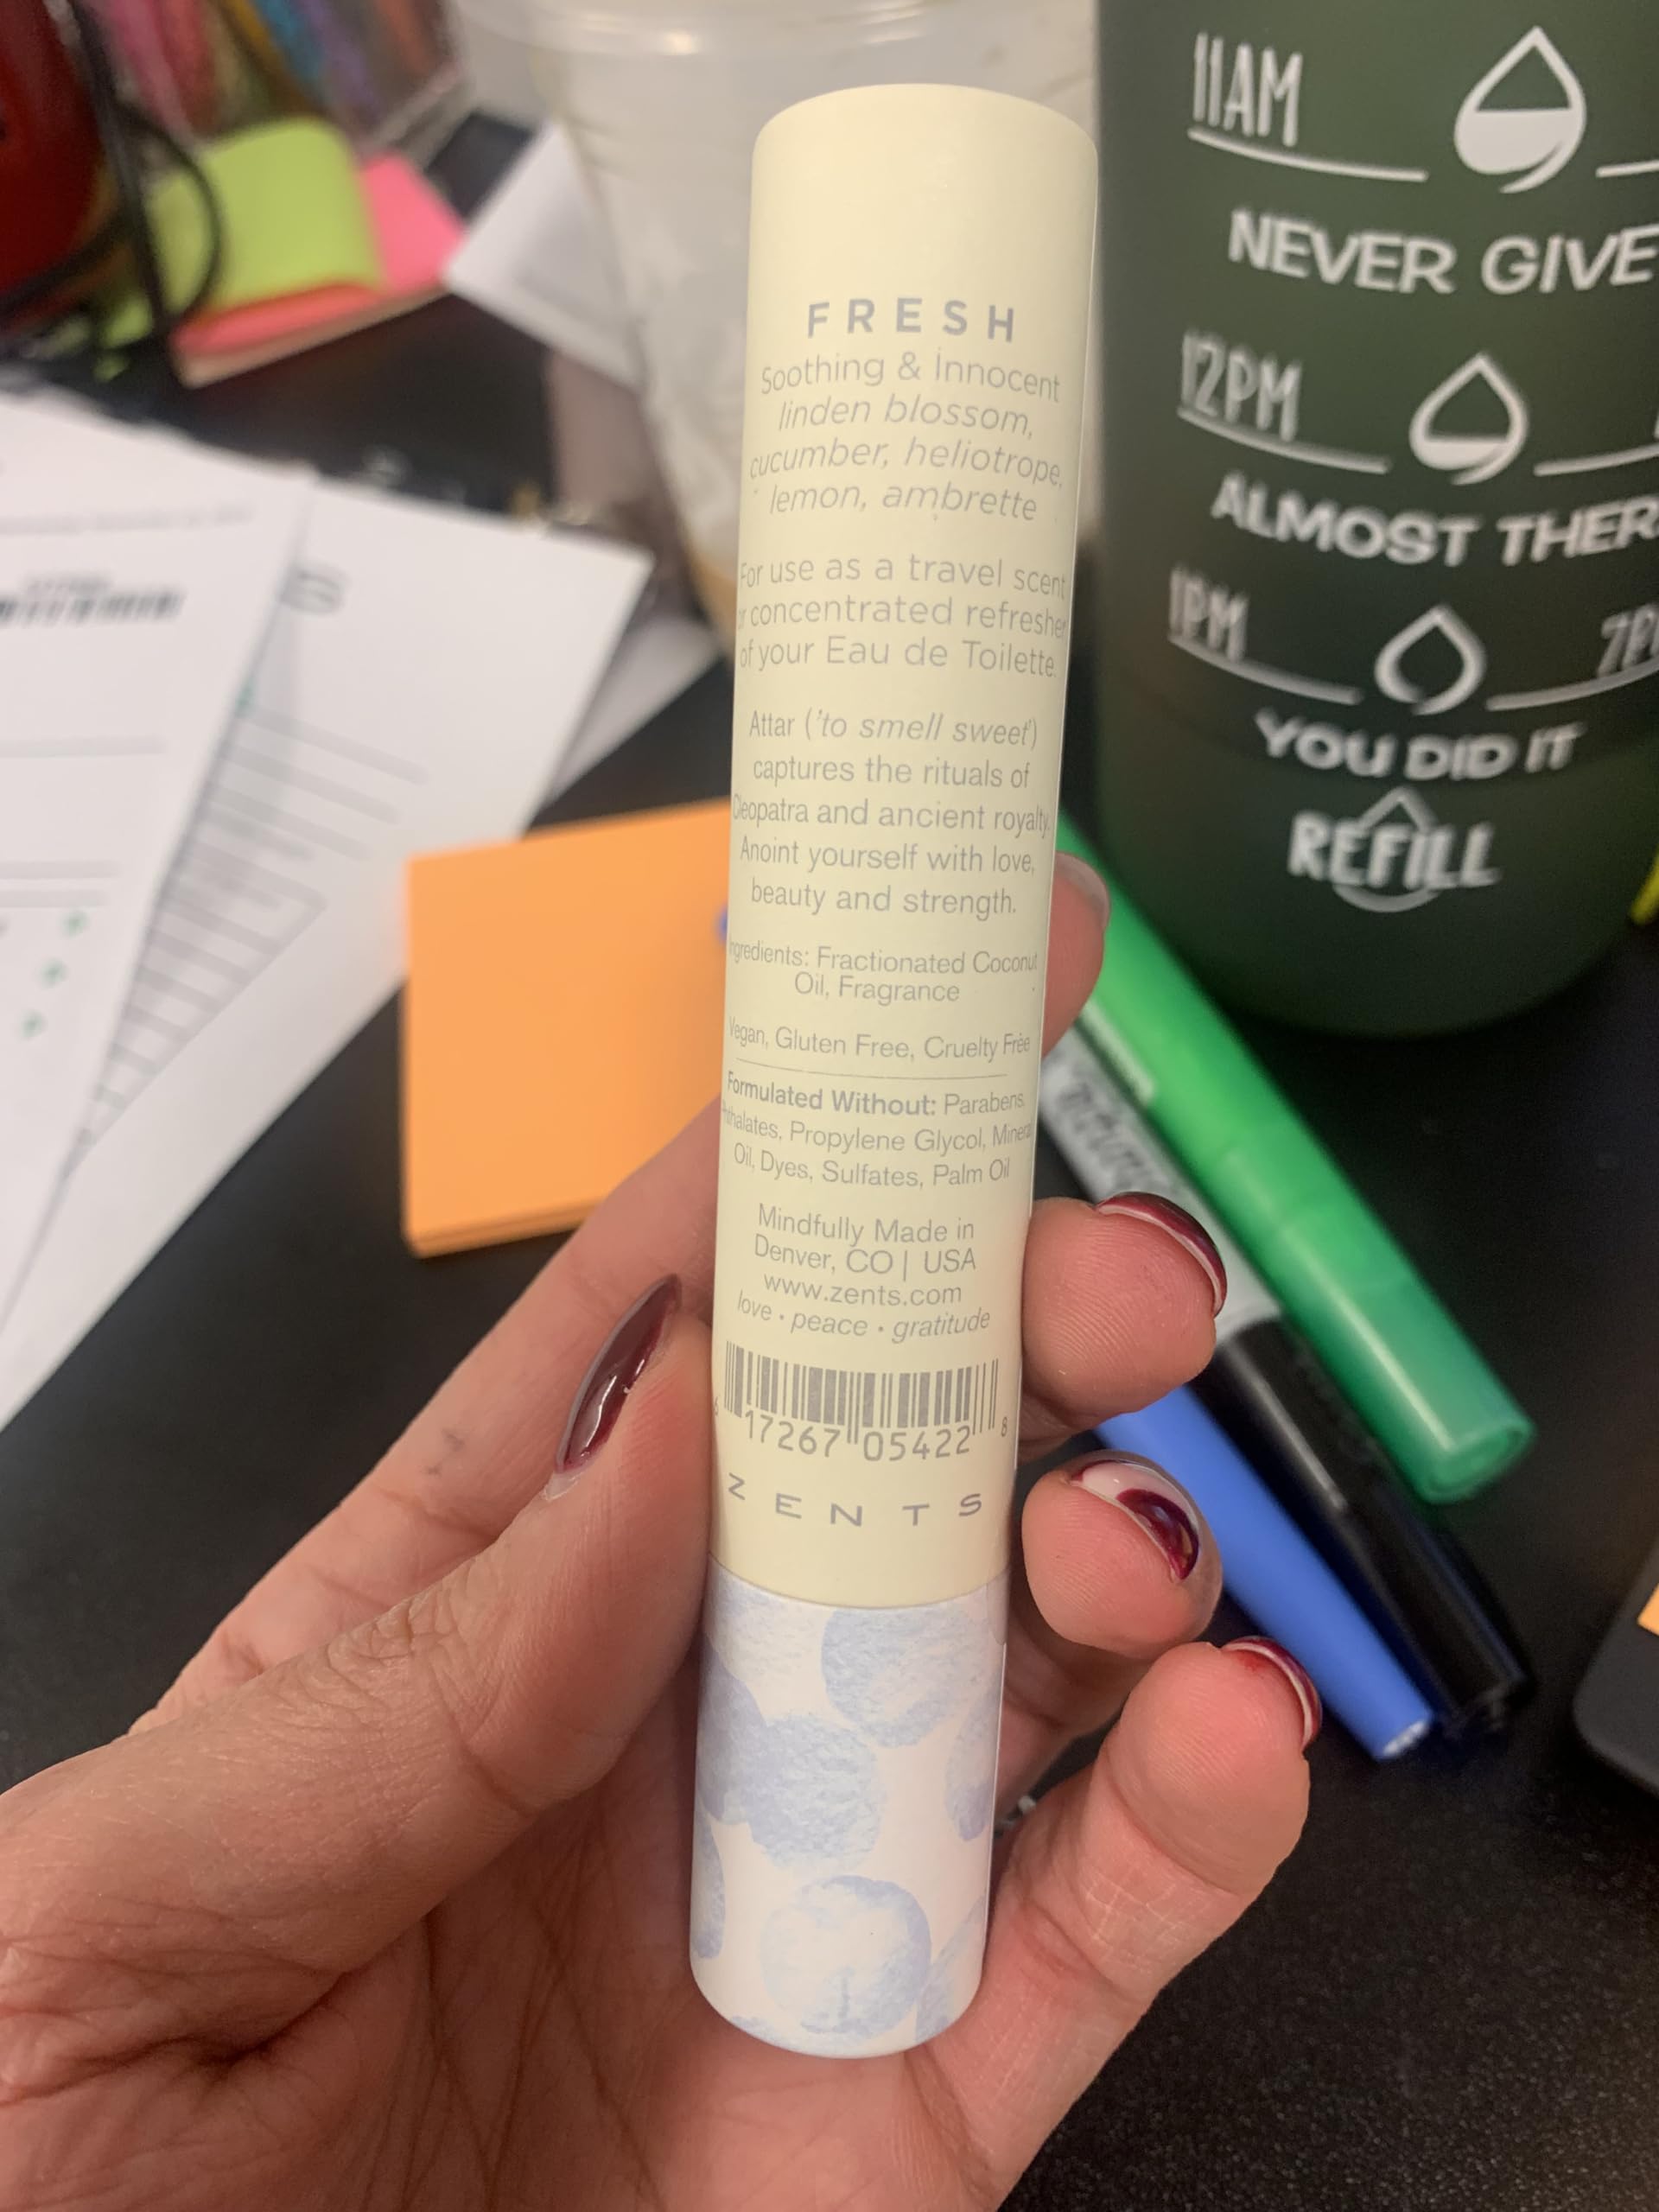 FRESH
Soothing & Innocent
linden blossom,
cucumber, heliotrope,
lemon, ambrette
For use as a travel scent
or concentrated refresher
of your Eau de Toilette.
Attar ('to smell sweet')
captures the rituals of
Cleopatra and ancient royalty.
Anoint yourself with love,
beauty and strength.
Ingredients: Fractionated Coconut
Oil, Fragrance
Vegan, Gluten Free, Cruelty Free
Formulated Without: Parabens,
Phthalates, Propylene Glycol, Mineral
Oil, Dyes, Sulfates, Palm Oil
Mindfully Made in
Denver, CO | USA
www.zents.com
love · peace · gratitude
6 17267 05422 8
ZENTS
11AM
NEVER GIVE
12PM
ALMOST THER
1PM 7P
YOU DID IT
REFILL